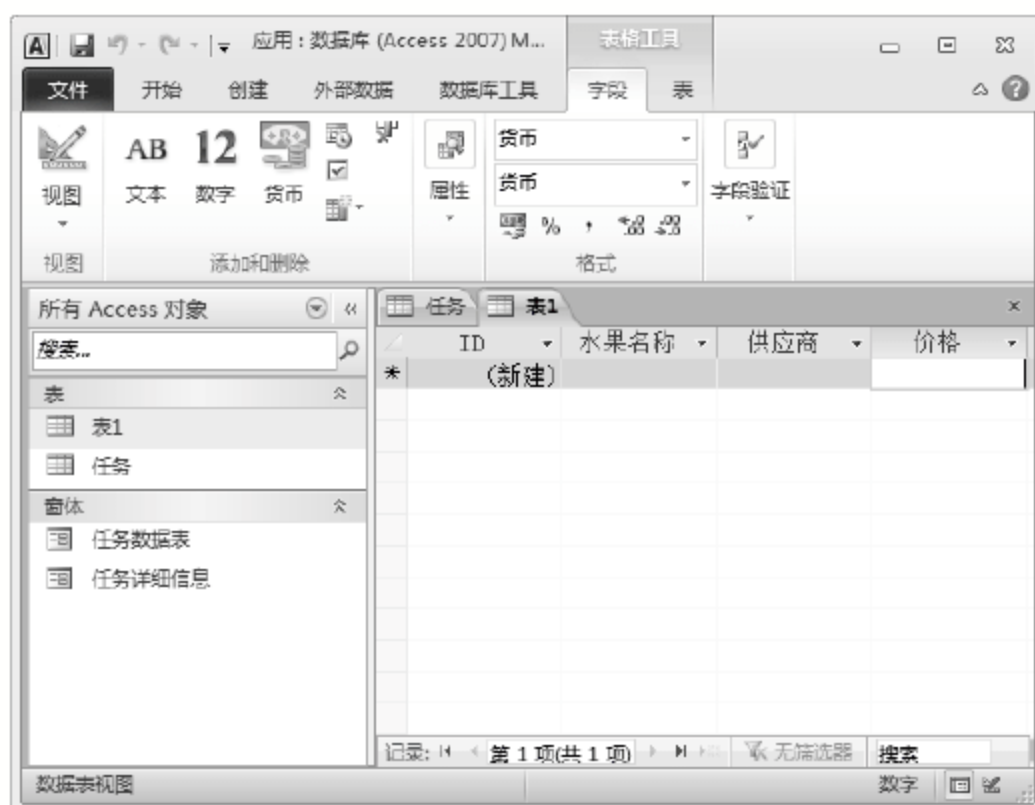 应用 : 数据库 (Access 2007) M... 表格工具
文件 开始 创建 外部数据 数据库工具 字段 表
视图 AB 文本 12 数字 货币 属性 货币 货币 % , 字段验证
视图 添加和删除 格式
所有 Access 对象
搜索...
表
表1
任务
窗体
任务数据表
任务详细信息
任务 表1
ID 水果名称 供应商 价格
* (新建)
记录: 第 1 项(共 1 项) 无筛选器 搜索
数据表视图 数字